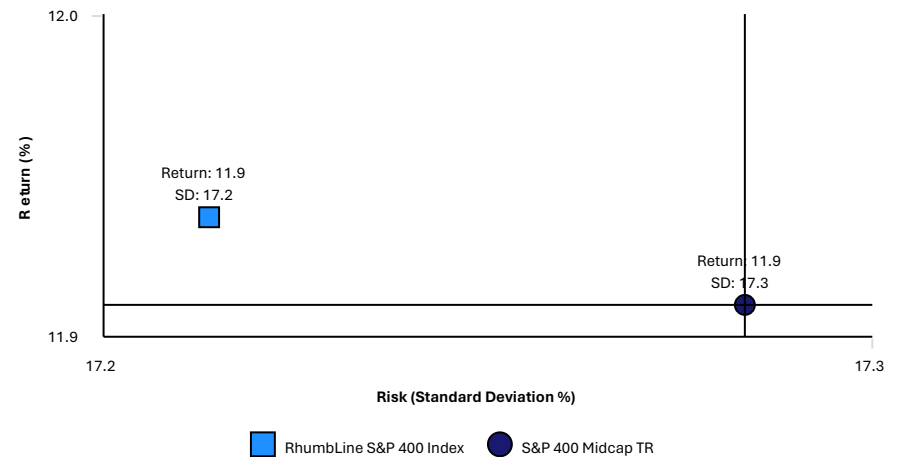 12.0
R eturn (%)
Return: 11.9
SD: 17.2
Return: 11.9
SD: 17.3
11.9
17.2
17.3
Risk (Standard Deviation %)
RhumbLine S&P 400 Index
S&P 400 Midcap TR